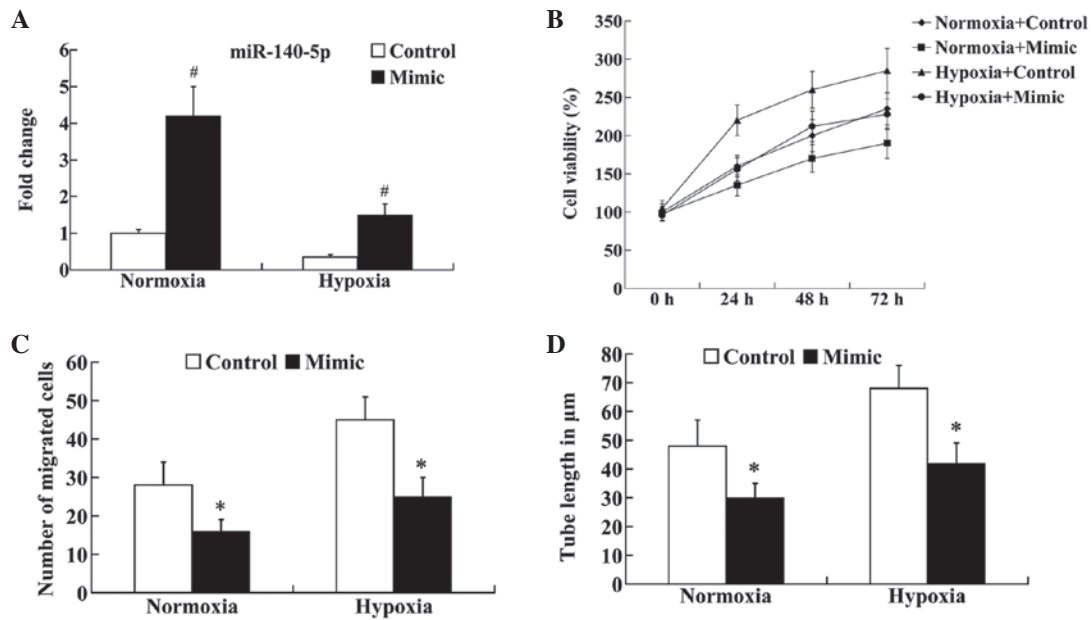 A
miR-140-5p
Control
Mimic
Fold change
6
5
4
3
2
1
0
#
#
Normoxia
Hypoxia
B
Normoxia+Control
Normoxia+Mimic
Hypoxia+Control
Hypoxia+Mimic
Cell viability (%)
350
300
250
200
150
100
50
0
0 h
24 h
48 h
72 h
C
Control
Mimic
Number of migrated cells
60
50
40
30
20
10
0
*
*
Normoxia
Hypoxia
D
Control
Mimic
Tube length in µm
80
70
60
50
40
30
20
10
0
*
*
Normoxia
Hypoxia